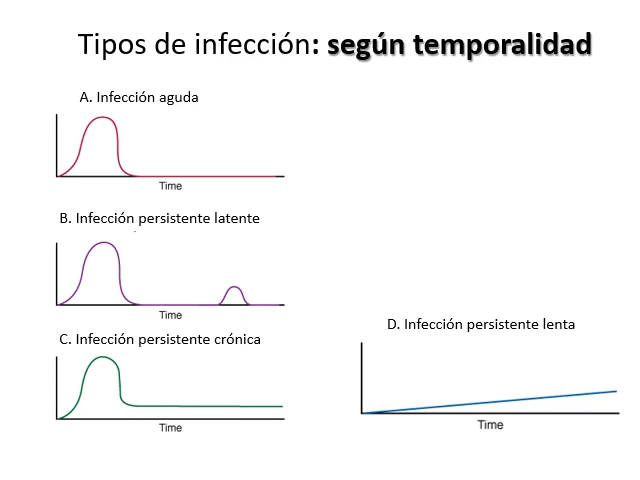 Tipos de infección: según temporalidad
A. Infección aguda
Time
B. Infección persistente latente
Time
C. Infección persistente crónica
Time
D. Infección persistente lenta
Time